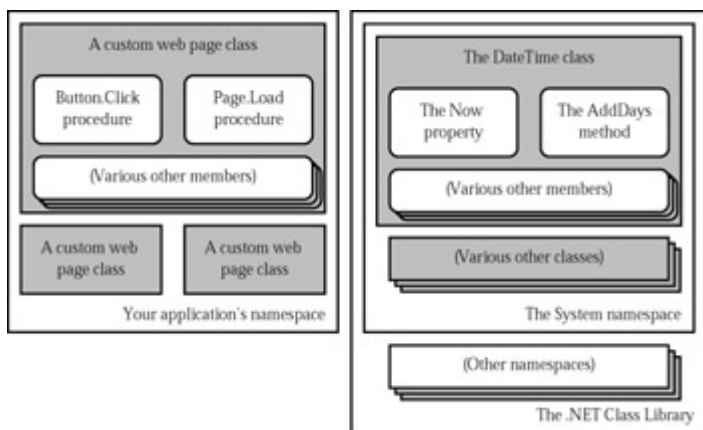 A custom web page class
Button.Click
procedure
Page.Load
procedure
(Various other members)
A custom web
page class
A custom web
page class
Your application's namespace
The DateTime class
The Now
property
The AddDays
method
(Various other members)
(Various other classes)
The System namespace
(Other namespaces)
The .NET Class Library